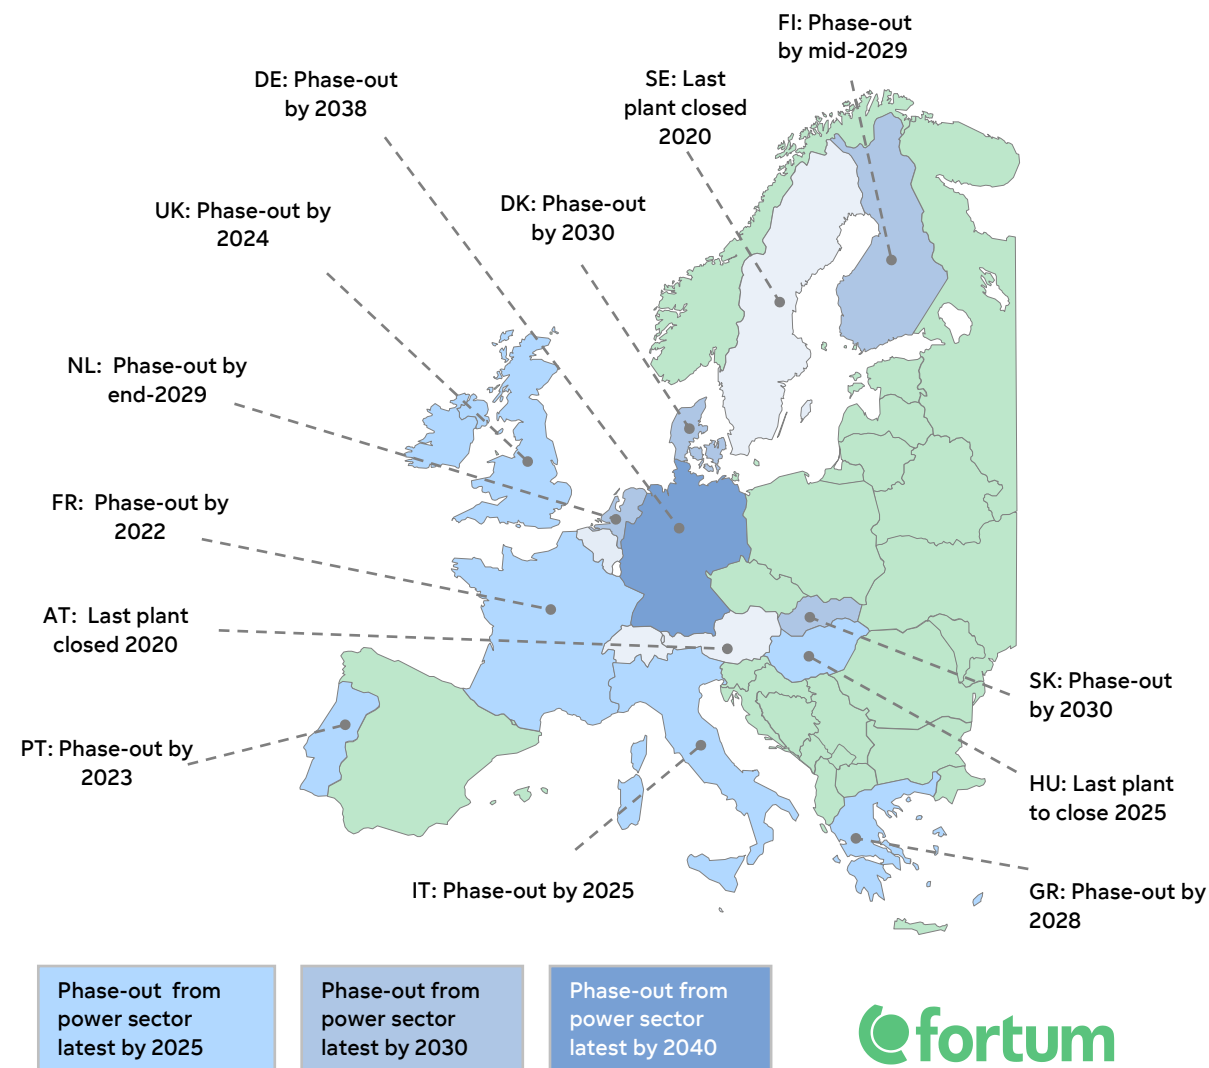 FI: Phase-out
by mid-2029
DE: Phase-out
by 2038
SE: Last
plant closed
2020
UK: Phase-out by
2024
DK: Phase-out
by 2030
NL:  Phase-out by
end-2029
FR:  Phase-out by
2022
AT:  Last plant
closed 2020
SK: Phase-out
by 2030
PT: Phase-out by
2023
HU: Last plant
to close 2025
IT: Phase-out by 2025
GR: Phase-out by
2028
Phase-out  from
power sector
latest by 2025
Phase-out from
power sector
latest by 2030
Phase-out from
power sector
latest by 2040
fortum